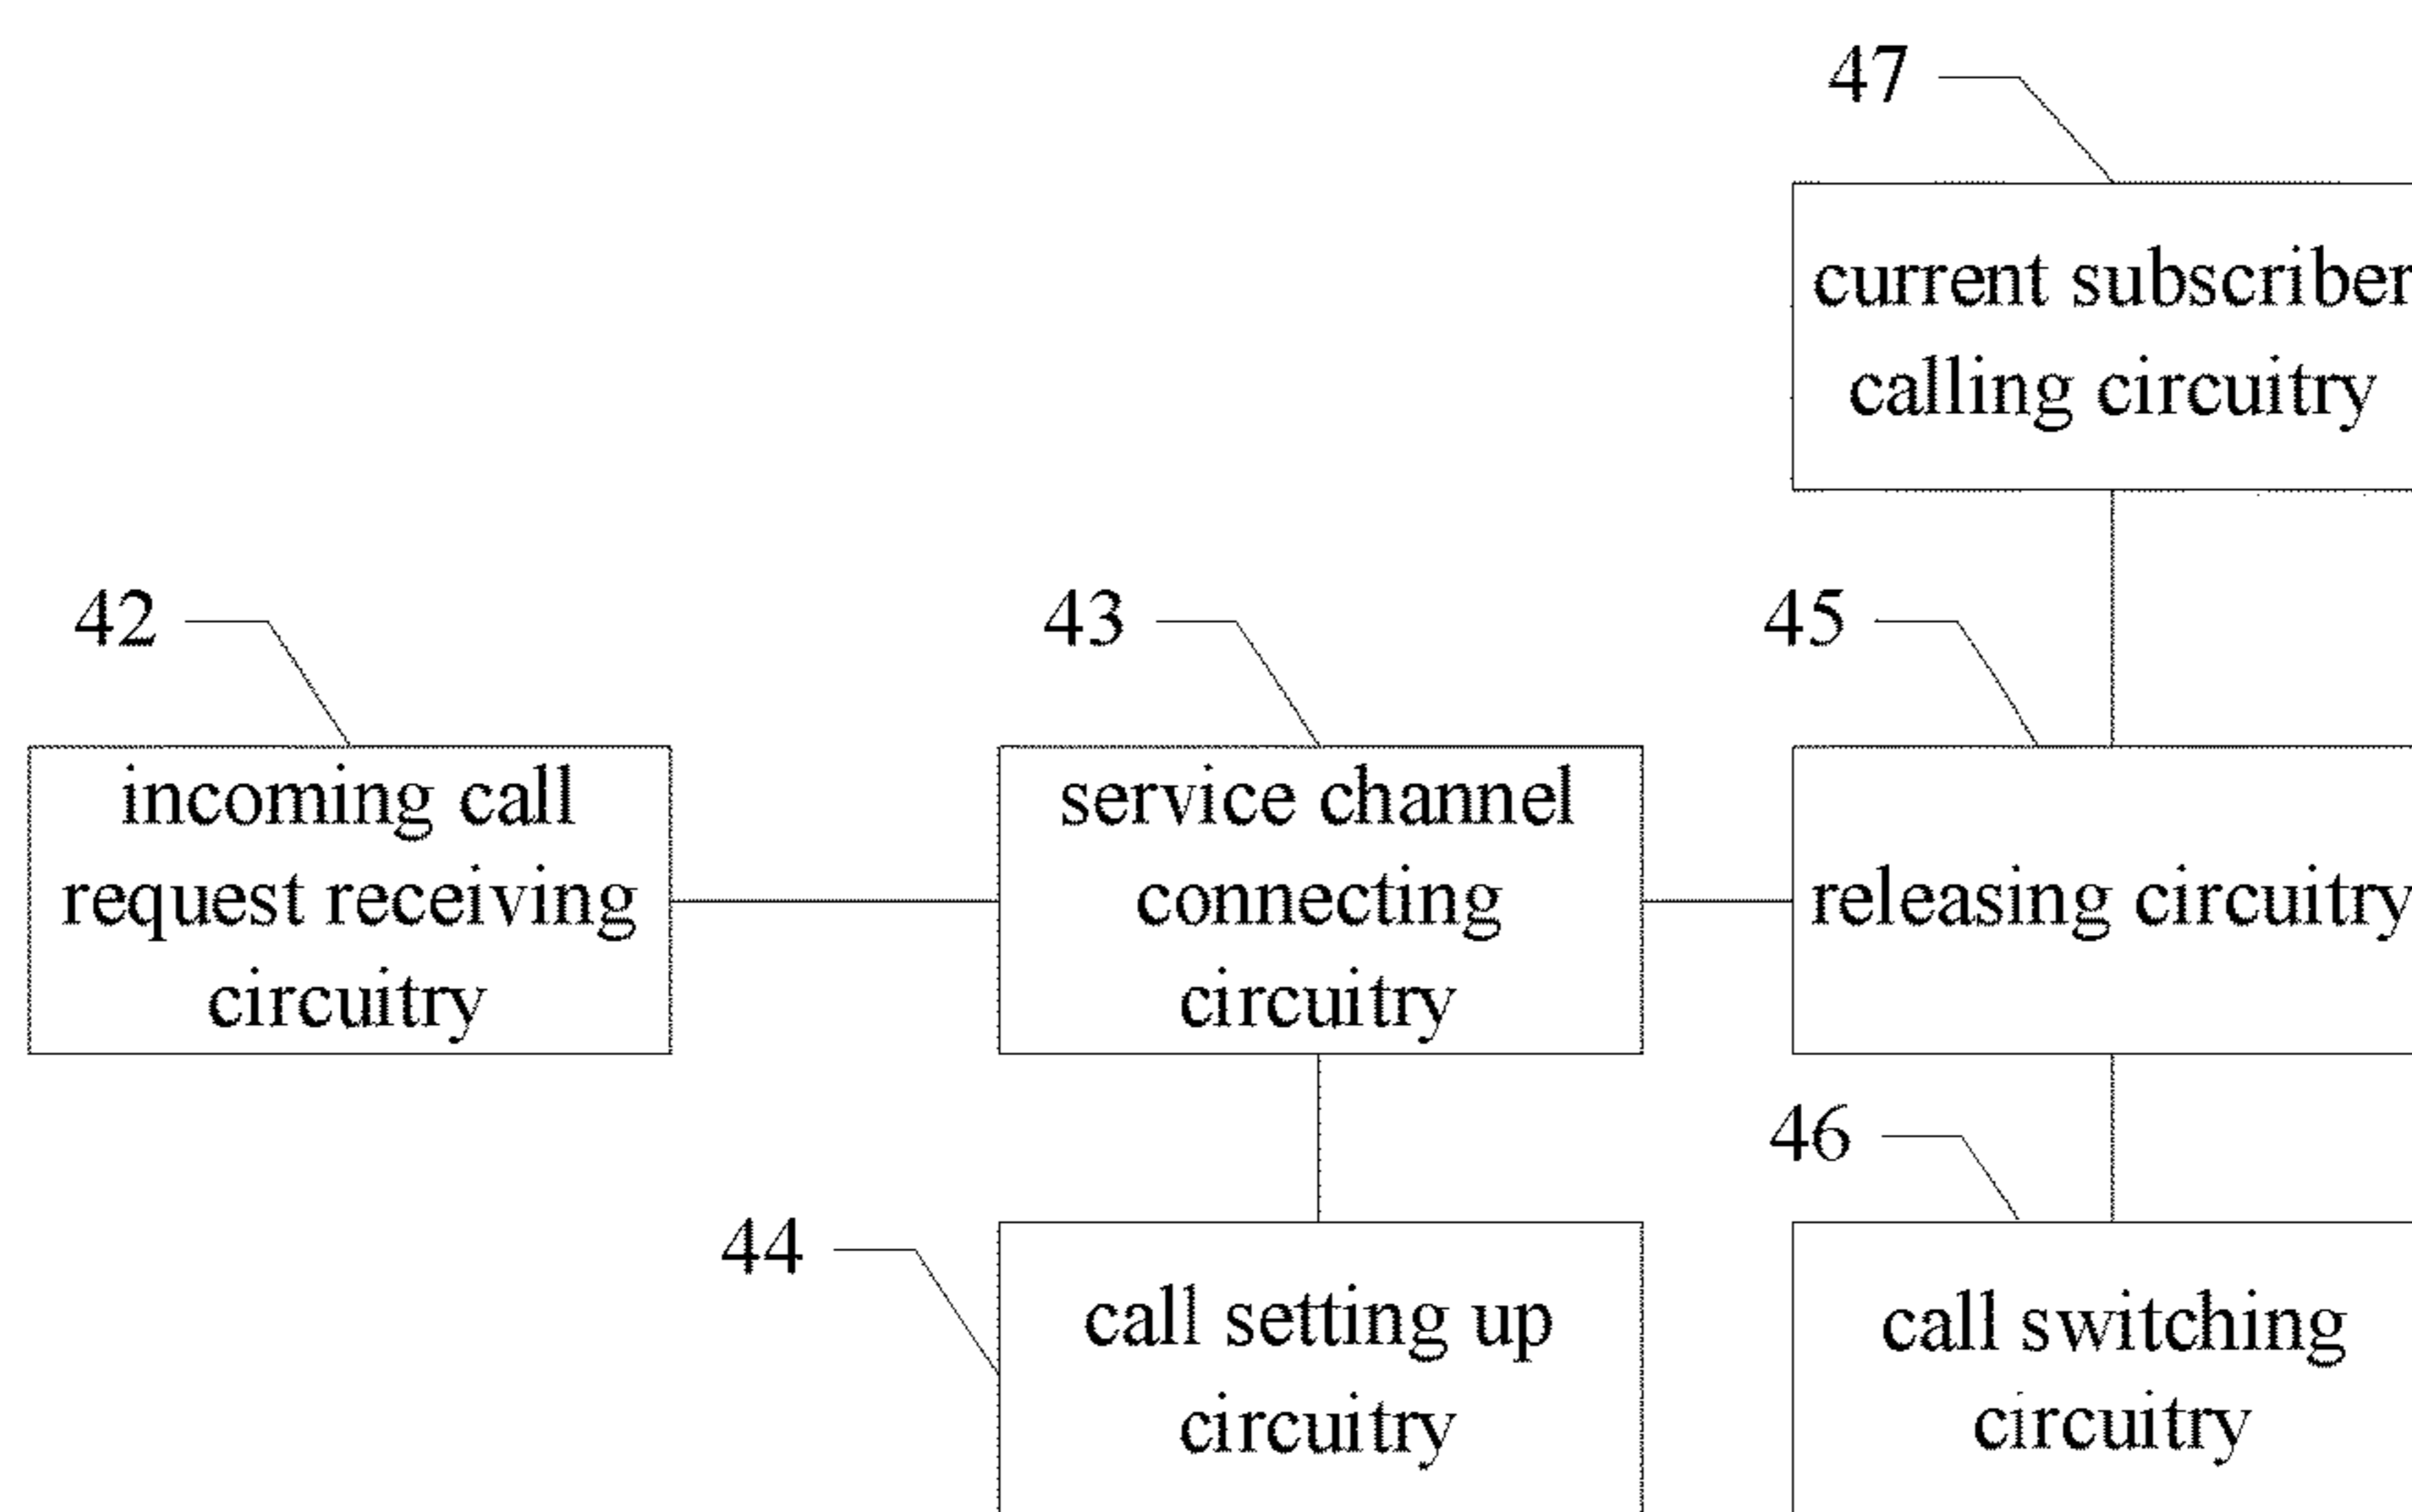 47
current subscriber
calling circuitry
42
43
45
incoming call
request receiving
circuitry
service channel
connecting
circuitry
releasing circuitry
46
44
call setting up
circuitry
call switching
circuitry